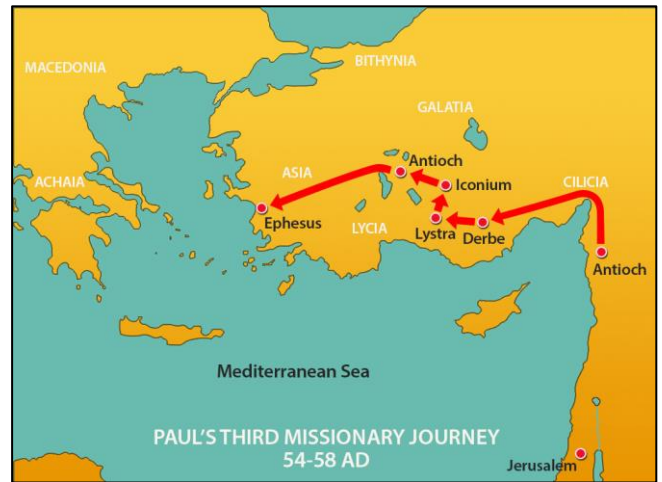 MACEDONIA
BITHYNIA
GALATIA
Antioch
ASIA
Iconium
CILICIA
ACHAIA
Ephesus
LYCIA
Lystra
Derbe
Antioch
Mediterranean Sea
PAUL'S THIRD MISSIONARY JOURNEY
54-58 AD
Jerusalém